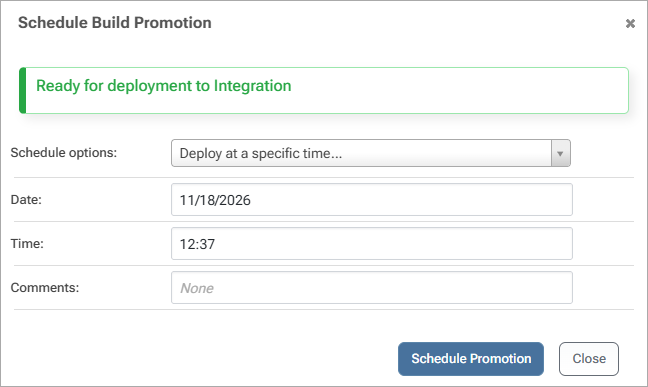 Schedule Build Promotion
Ready for deployment to Integration
Schedule options: Deploy at a specific time...
Date: 11/18/2026
Time: 12:37
Comments: None
Schedule Promotion Close